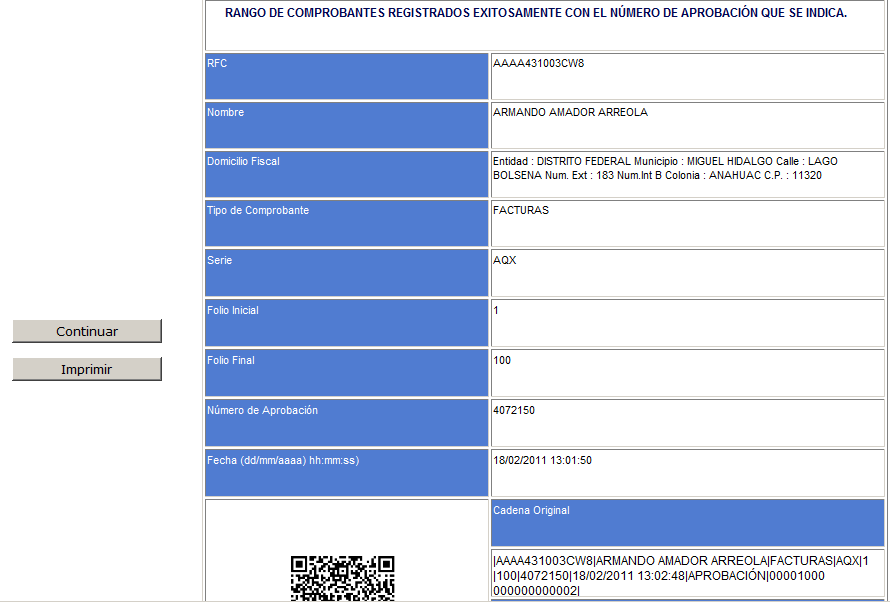 RANGO DE COMPROBANTES REGISTRADOS EXITOSAMENTE CON EL NÚMERO DE APROBACIÓN QUE SE INDICA.
RFC
AAAA431003CW8
Nombre
ARMANDO AMADOR ARREOLA
Domicilio Fiscal
Entidad : DISTRITO FEDERAL Municipio : MIGUEL HIDALGO Calle : LAGO
BOLSENA Num. Ext : 183 Num.Int B Colonia : ANAHUAC C.P. : 11320
Tipo de Comprobante
FACTURAS
Serie
AQX
Folio Inicial
1
Continuar
Folio Final
100
Imprimir
Número de Aprobación
4072150
Fecha (dd/mm/aaaa) hh:mm:ss)
18/02/2011 13:01:50
Cadena Original
|AAAA431003CW8|ARMANDO AMADOR ARREOLA|FACTURAS|AQX|1
|100|4072150|18/02/2011 13:02:48|APROBACIÓN|00001000
000000000002|